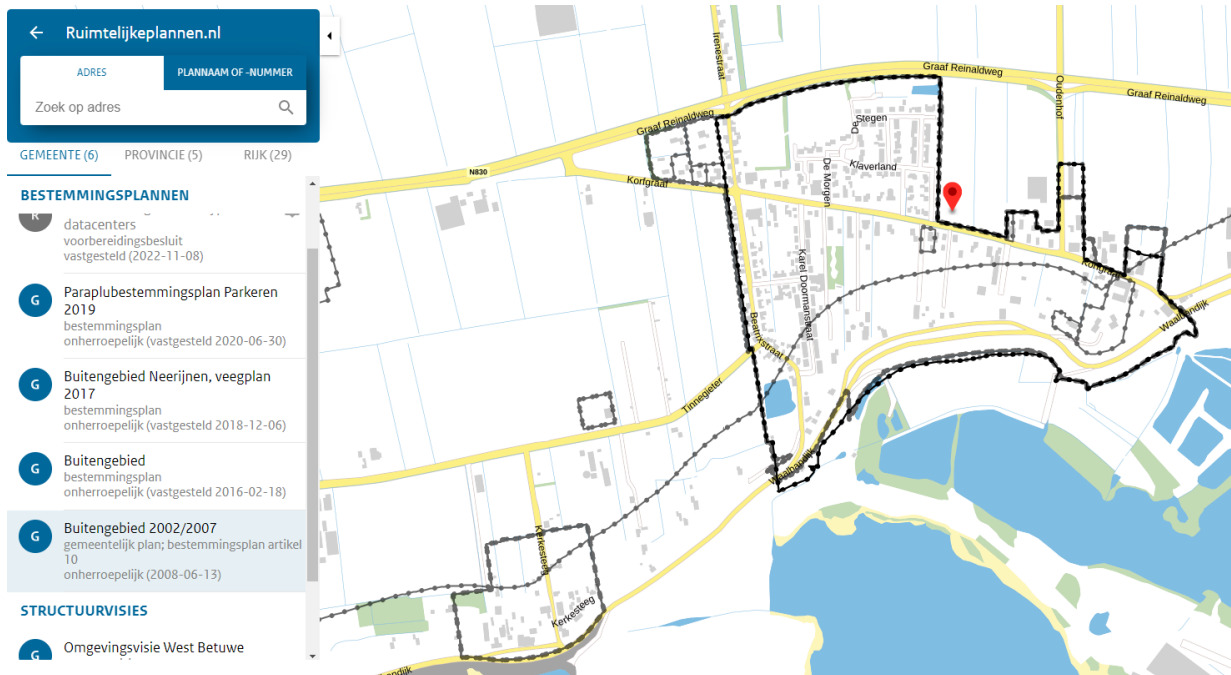 Ruimtelijkeplannen.nl
ADRES
PLANNAAM OF -NUMMER
Zoek op adres
GEMEENTE (6)
PROVINCIE (5)
RIJK (29)
BESTEMMINGSPLANNEN
R
datacenters
voorbereidingsbesluit
vastgesteld (2022-11-08)
G
Paraplubestemmingsplan Parkeren
2019
bestemmingsplan
onherroepelijk (vastgesteld 2020-06-30)
G
Buitengebied Neerijnen, veegplan
2017
bestemmingsplan
onherroepelijk (vastgesteld 2018-12-06)
G
Buitengebied
bestemmingsplan
onherroepelijk (vastgesteld 2016-02-18)
G
Buitengebied 2002/2007
gemeentelijk plan; bestemmingsplan artikel
10
onherroepelijk (2008-06-13)
STRUCTUURVISIES
G
Omgevingsvisie West Betuwe
Irenestraat
Graaf Reinaldweg
Oudenhof
Graaf Reinaldweg
Graaf Reinaldweg
De
Stegen
Klaverland
N830
Korfgraaf
De Morgen
Karel Doormanstraat
Korfgraaf
Waalbandijk
Beatrixstraat
Tinnegieter
Waalbandijk
Kerkesteeg
Kerkesteeg